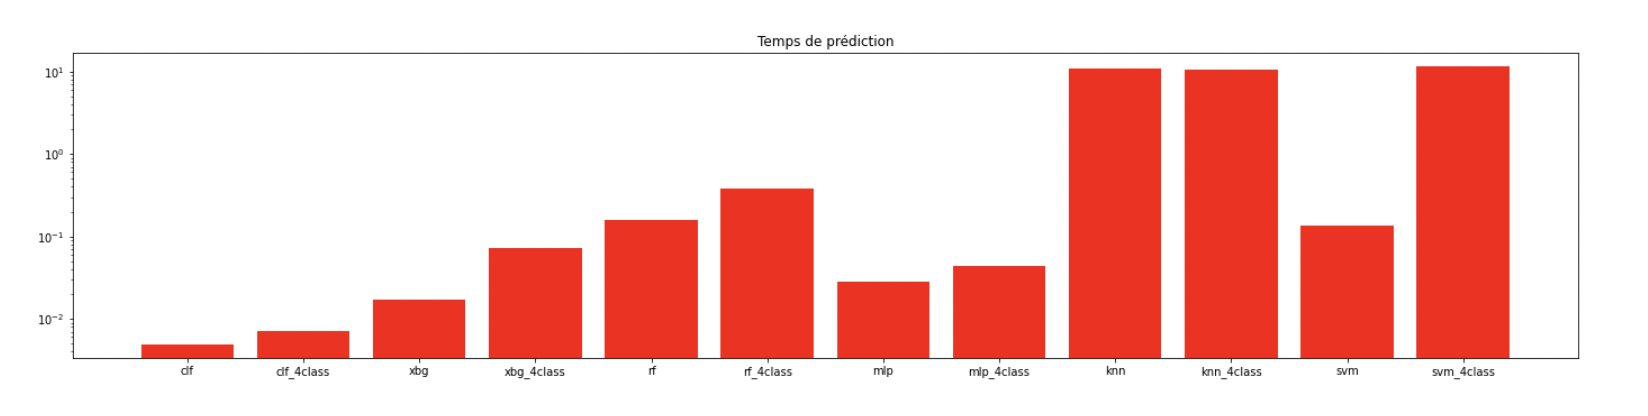 Temps de prédiction
10¹
10⁰
10⁻¹
10⁻²
clf clf_4class xbg xbg_4class rf rf_4class mlp mlp_4class knn knn_4class svm svm_4class